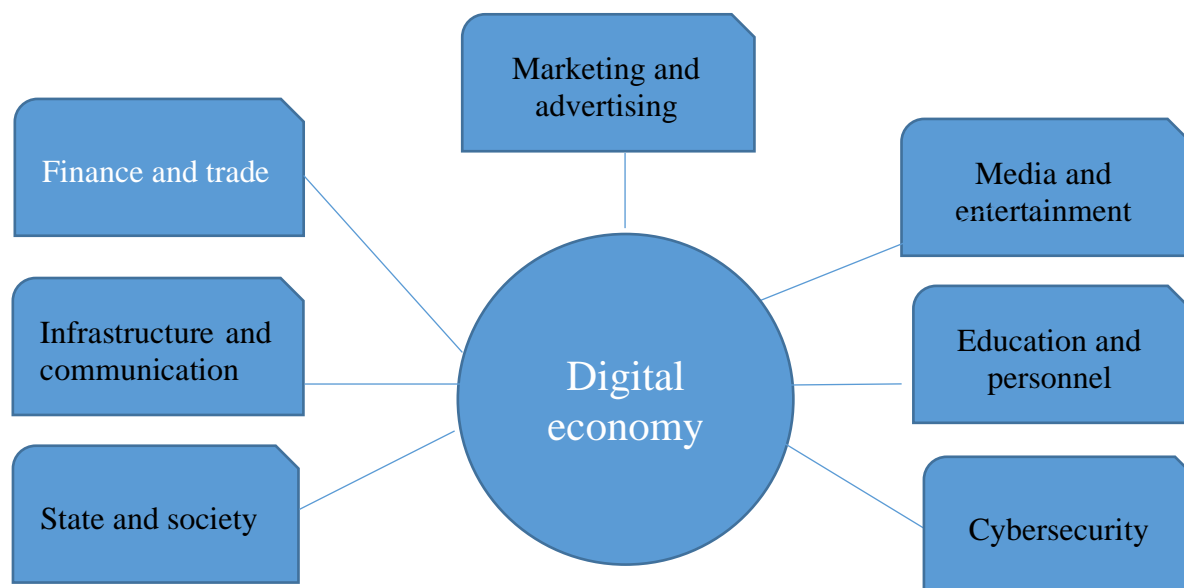 Marketing and
advertising
Finance and trade
Media and
entertainment
Infrastructure and
communication
Education and
personnel
Digital
economy
State and society
Cybersecurity